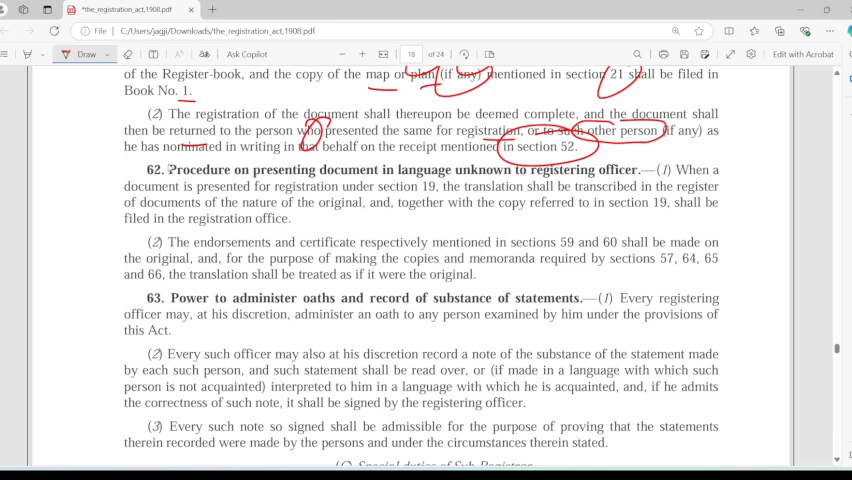 *the_registration_act,1908.pdf
File C:/Users/jagji/Downloads/the_registration_act,1908.pdf
Draw Ask Copilot 18 of 24 Edit with Acrobat
of the Register-book, and the copy of the map or plan (if any) mentioned in section 21 shall be filed in
Book No. 1.
(2) The registration of the document shall thereupon be deemed complete, and the document shall
then be returned to the person who presented the same for registration, or to such other person (if any) as
he has nominated in writing in that behalf on the receipt mentioned in section 52.
62. Procedure on presenting document in language unknown to registering officer.—(1) When a
document is presented for registration under section 19, the translation shall be transcribed in the register
of documents of the nature of the original, and, together with the copy referred to in section 19, shall be
filed in the registration office.
(2) The endorsements and certificate respectively mentioned in sections 59 and 60 shall be made on
the original, and, for the purpose of making the copies and memoranda required by sections 57, 64, 65
and 66, the translation shall be treated as if it were the original.
63. Power to administer oaths and record of substance of statements.—(1) Every registering
officer may, at his discretion, administer an oath to any person examined by him under the provisions of
this Act.
(2) Every such officer may also at his discretion record a note of the substance of the statement made
by each such person, and such statement shall be read over, or (if made in a language with which such
person is not acquainted) interpreted to him in a language with which he is acquainted, and, if he admits
the correctness of such note, it shall be signed by the registering officer.
(3) Every such note so signed shall be admissible for the purpose of proving that the statements
therein recorded were made by the persons and under the circumstances therein stated.
(C) Special duties of Sub-Registrar